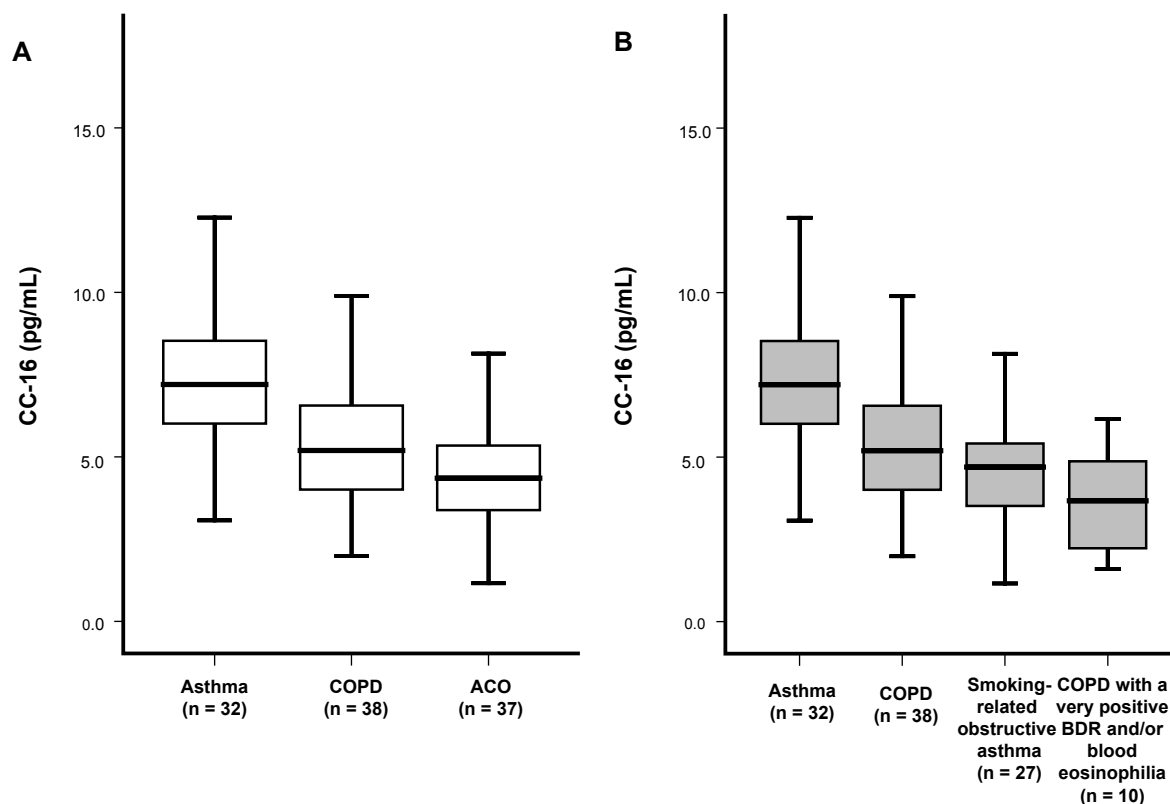 A
CC-16 (pg/mL)
15.0
10.0
5.0
0.0
Asthma
(n = 32)
COPD
(n = 38)
ACO
(n = 37)
B
CC-16 (pg/mL)
15.0
10.0
5.0
0.0
Asthma
(n = 32)
COPD
(n = 38)
Smoking-
related
obstructive
asthma
(n = 27)
COPD with a
very positive
BDR and/or
blood
eosinophilia
(n = 10)